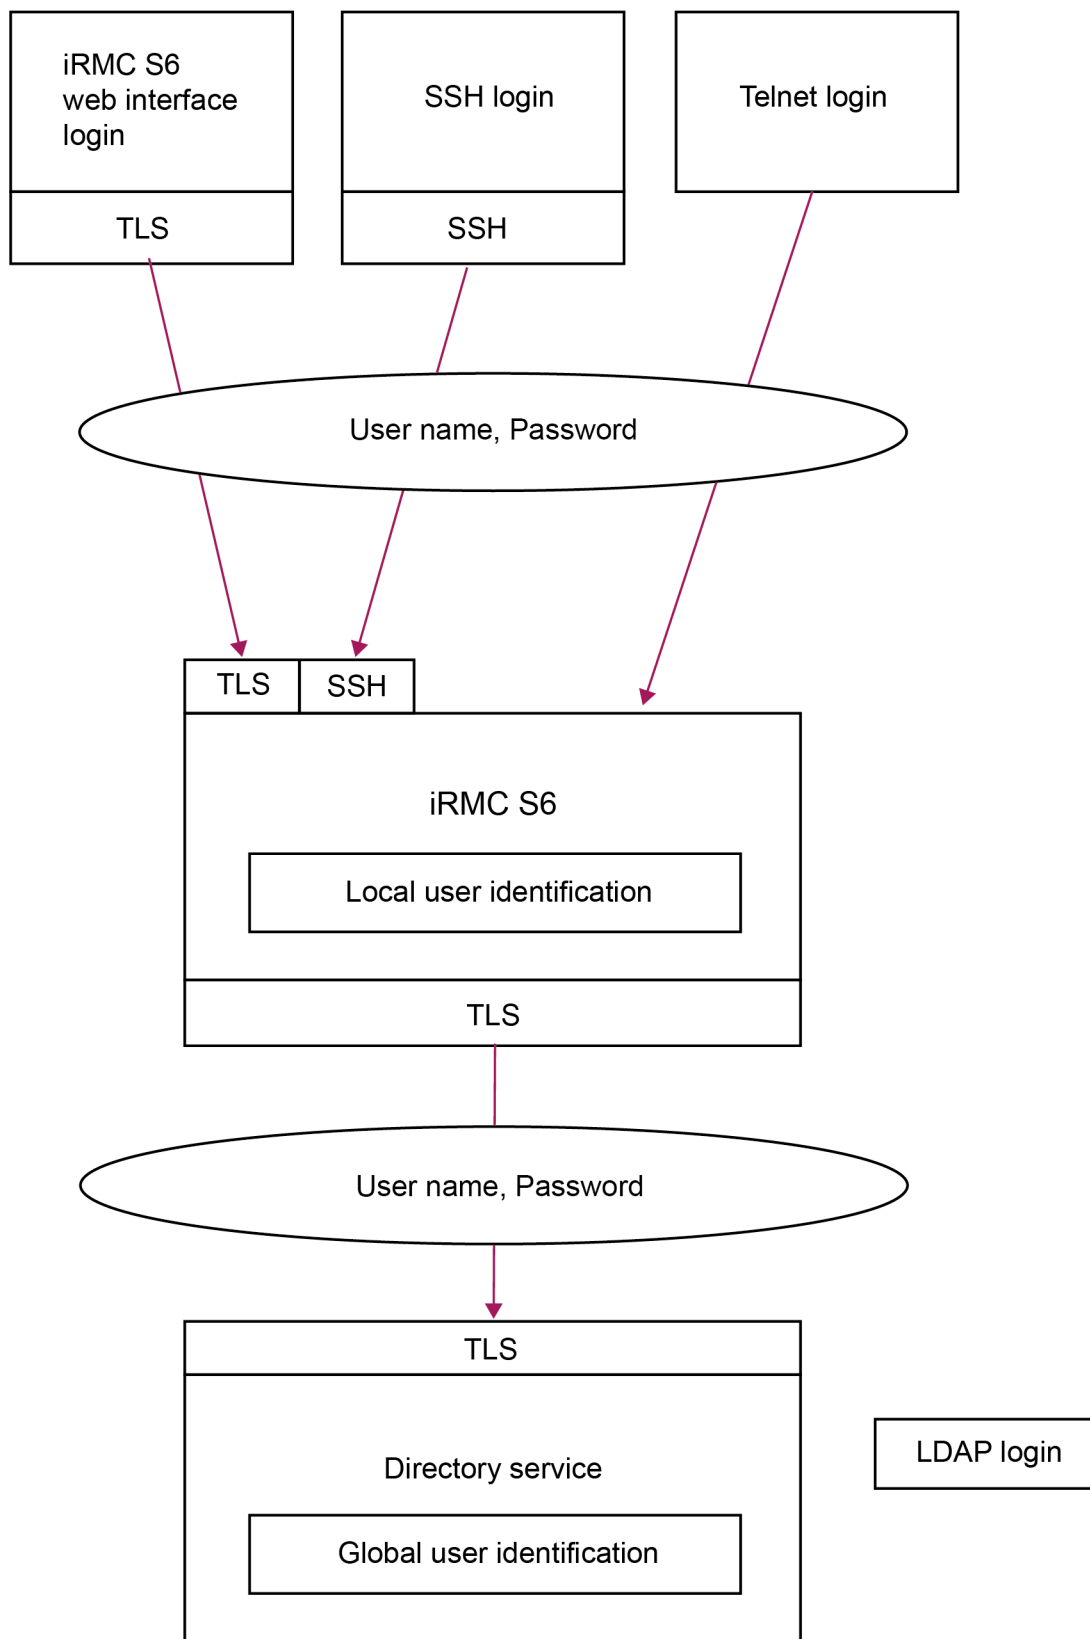 iRMC S6
web interface
login
SSH login
Telnet login
TLS
SSH
User name, Password
TLS
SSH
iRMC S6
Local user identification
TLS
User name, Password
TLS
Directory service
LDAP login
Global user identification